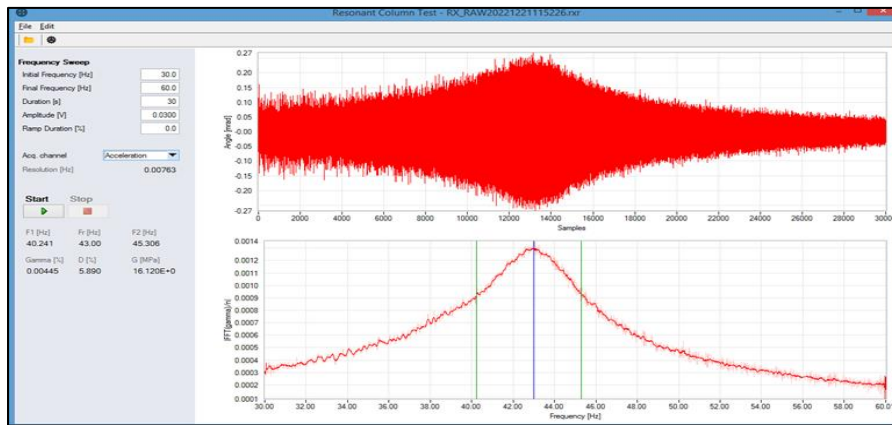 Resonant Column Test - RX_RAW20221221115226.rxr
File Edit
Frequency Sweep
Initial Frequency [Hz] 30.0
Final Frequency [Hz] 60.0
Duration [s] 30
Amplitude [V] 0.0300
Ramp Duration [%] 0.0
Acq. channel Acceleration
Resolution [Hz] 0.00763
Start Stop
F1 [Hz] Fr [Hz] F2 [Hz]
40.241 43.00 45.306
Gamma [%] D [%] G [MPa]
0.00445 5.890 16.120E+0
Angle [mrad]
0.27
0.20
0.15
0.10
0.05
-0.00
-0.05
-0.10
-0.15
-0.20
-0.27
0 2000 4000 6000 8000 10000 12000 14000 16000 18000 20000 22000 24000 26000 28000 3000
Samples
0.0014
0.0012
0.0010
0.0009
0.0008
0.0006
0.0005
0.0004
0.0003
0.0002
0.0001
30.00 32.00 34.00 36.00 38.00 40.00 42.00 44.00 46.00 48.00 50.00 52.00 54.00 56.00 58.00 60.0
Frequency [Hz]